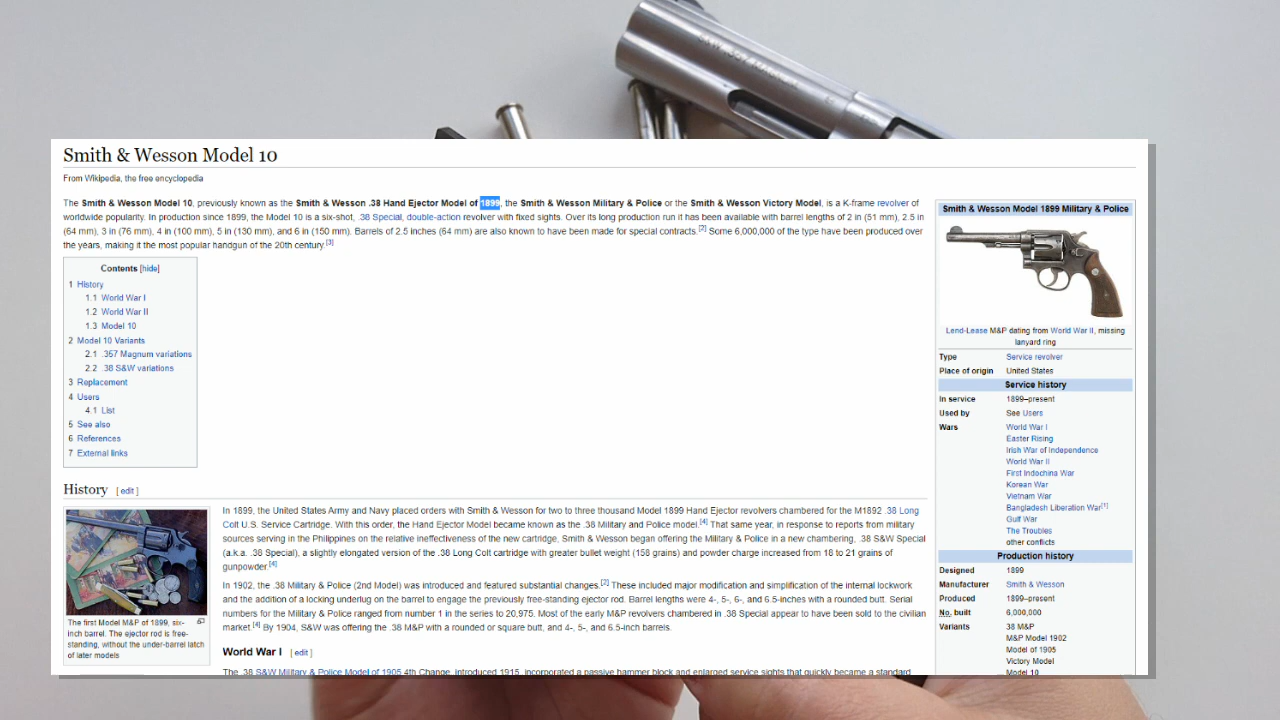 S&W .357 MAGNUM
Smith & Wesson Model 10
From Wikipedia, the free encyclopedia
The Smith & Wesson Model 10, previously known as the Smith & Wesson .38 Hand Ejector Model of 1899, the Smith & Wesson Military & Police or the Smith & Wesson Victory Model, is a K-frame revolver of
worldwide popularity. In production since 1899, the Model 10 is a six-shot, .38 Special, double-action revolver with fixed sights. Over its long production run it has been available with barrel lengths of 2 in (51 mm), 2.5 in
(64 mm), 3 in (76 mm), 4 in (100 mm), 5 in (130 mm), and 6 in (150 mm). Barrels of 2.5 inches (64 mm) are also known to have been made for special contracts.[2] Some 6,000,000 of the type have been produced over
the years, making it the most popular handgun of the 20th century.[3]
Contents [hide]
1 History
1.1 World War I
1.2 World War II
1.3 Model 10
2 Model 10 Variants
2.1 .357 Magnum variations
2.2 .38 S&W variations
3 Replacement
4 Users
4.1 List
5 See also
6 References
7 External links
History [ edit ]
In 1899, the United States Army and Navy placed orders with Smith & Wesson for two to three thousand Model 1899 Hand Ejector revolvers chambered for the M1892 .38 Long
Colt U.S. Service Cartridge. With this order, the Hand Ejector Model became known as the .38 Military and Police model.[4] That same year, in response to reports from military
sources serving in the Philippines on the relative ineffectiveness of the new cartridge, Smith & Wesson began offering the Military & Police in a new chambering, .38 S&W Special
(a.k.a. .38 Special), a slightly elongated version of the .38 Long Colt cartridge with greater bullet weight (158 grains) and powder charge increased from 18 to 21 grains of
gunpowder.[4]
In 1902, the .38 Military & Police (2nd Model) was introduced and featured substantial changes.[2] These included major modification and simplification of the internal lockwork
and the addition of a locking underlug on the barrel to engage the previously free-standing ejector rod. Barrel lengths were 4-, 5-, 6-, and 6.5-inches with a rounded butt. Serial
numbers for the Military & Police ranged from number 1 in the series to 20,975. Most of the early M&P revolvers chambered in .38 Special appear to have been sold to the civilian
market.[4] By 1904, S&W was offering the .38 M&P with a rounded or square butt, and 4-, 5-, and 6.5-inch barrels.
The first Model M&P of 1899, six-
inch barrel. The ejector rod is free-
standing, without the under-barrel latch
of later models
World War I [ edit ]
The .38 S&W Military & Police Model of 1905 4th Change, introduced 1915, incorporated a passive hammer block and enlarged service sights that quickly became a standard
Smith & Wesson Model 1899 Military & Police
Lend-Lease M&P dating from World War II, missing
lanyard ring
Type Service revolver
Place of origin United States
Service history
In service 1899–present
Used by See Users
Wars World War I
Easter Rising
Irish War of Independence
World War II
First Indochina War
Korean War
Vietnam War
Bangladesh Liberation War[1]
Gulf War
The Troubles
other conflicts
Production history
Designed 1899
Manufacturer Smith & Wesson
Produced 1899–present
No. built 6,000,000
Variants 38 M&P
M&P Model 1902
Model of 1905
Victory Model
Model 10